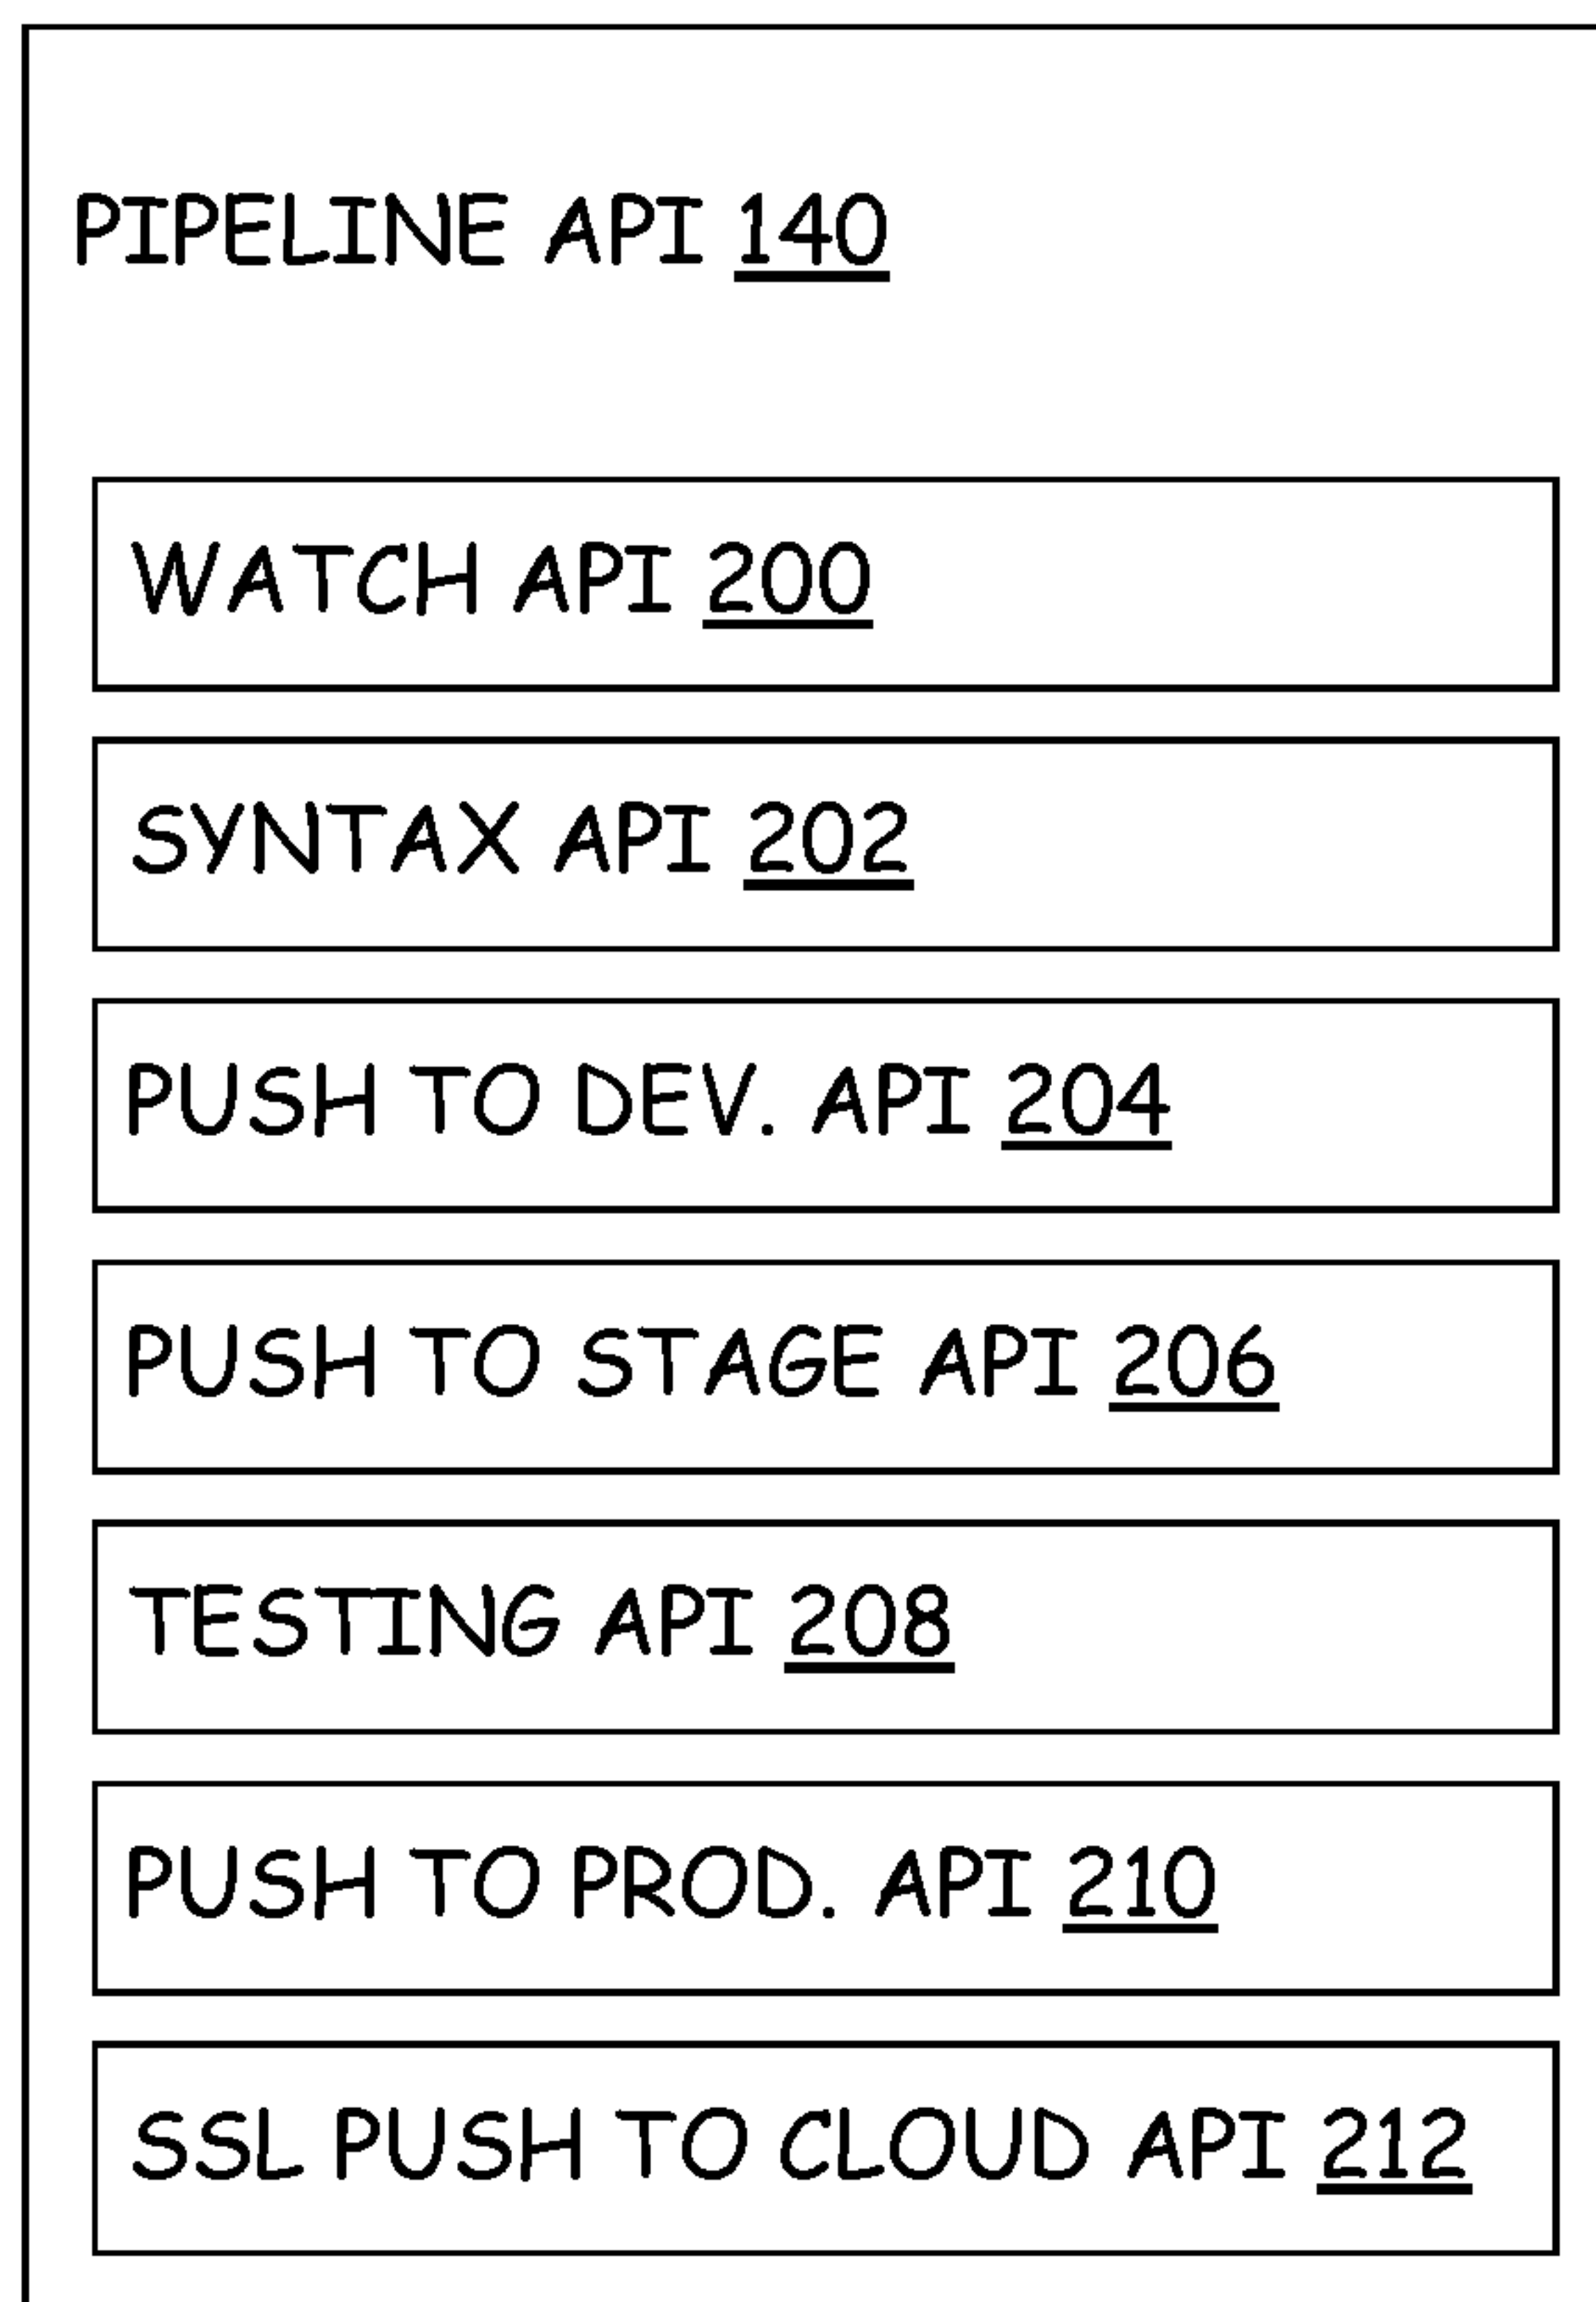 PIPELINE API 140
WATCH API 200
SYNTAX API 202
PUSH TO DEV. API 204
PUSH TO STAGE API 206
TESTING API 208
PUSH TO PROD. API 210
SSL PUSH TO CLOUD API 212